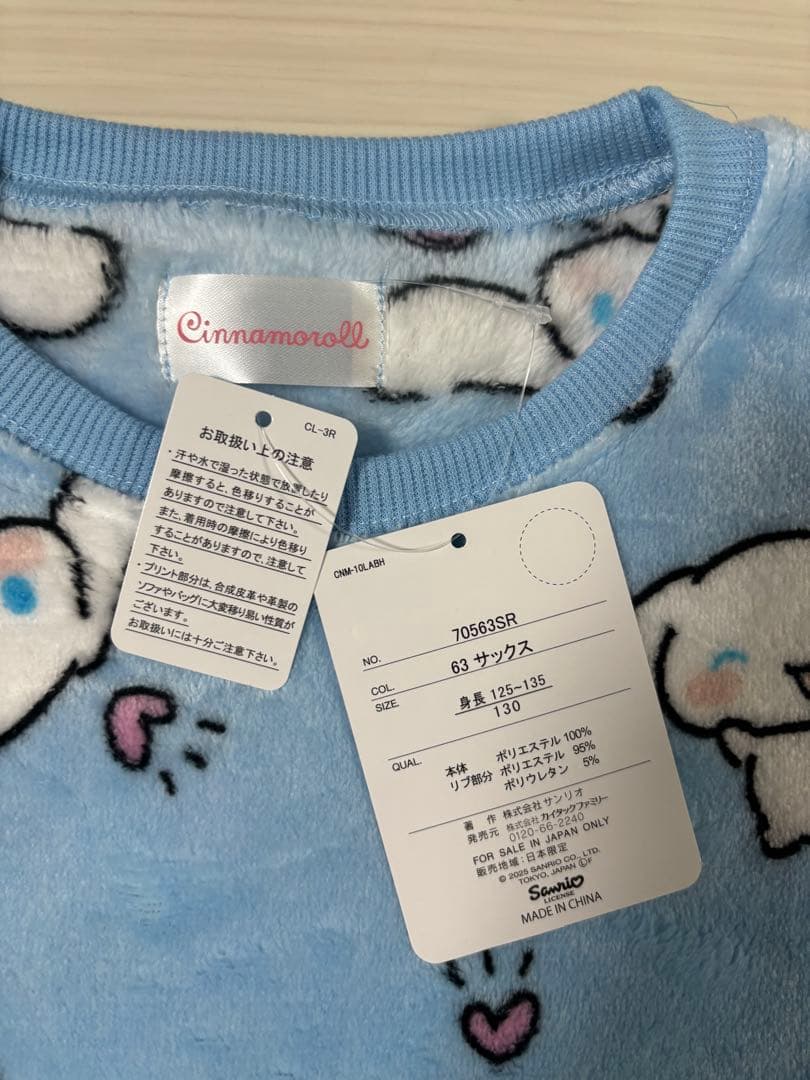 Cinnamoroll
CL-3R
お取扱い上の注意
・汗や水で湿った状態で放置したり
摩擦すると、色移りすることが
ありますので注意して下さい。
また、着用時の摩擦により色移り
することがありますので、注意して
下さい。
・プリント部分は、合成皮革や革製の
ソファやバッグに大変移り易い性質が
ございます。
お取扱いには十分ご注意下さい。
CNM-10LABH
NO. 70563SR
COL. 63 サックス
SIZE. 身長 125~135
130
QUAL.
本体 ポリエステル 100%
リブ部分 ポリエステル 95%
ポリウレタン 5%
著 作 株式会社 サンリオ
発売元 株式会社 カイタックファミリー
0120-66-2240
FOR SALE IN JAPAN ONLY
販売地域:日本限定
© 2025 SANRIO CO., LTD.
TOKYO, JAPAN Ⓛ F
Sanrio
LICENSE
MADE IN CHINA